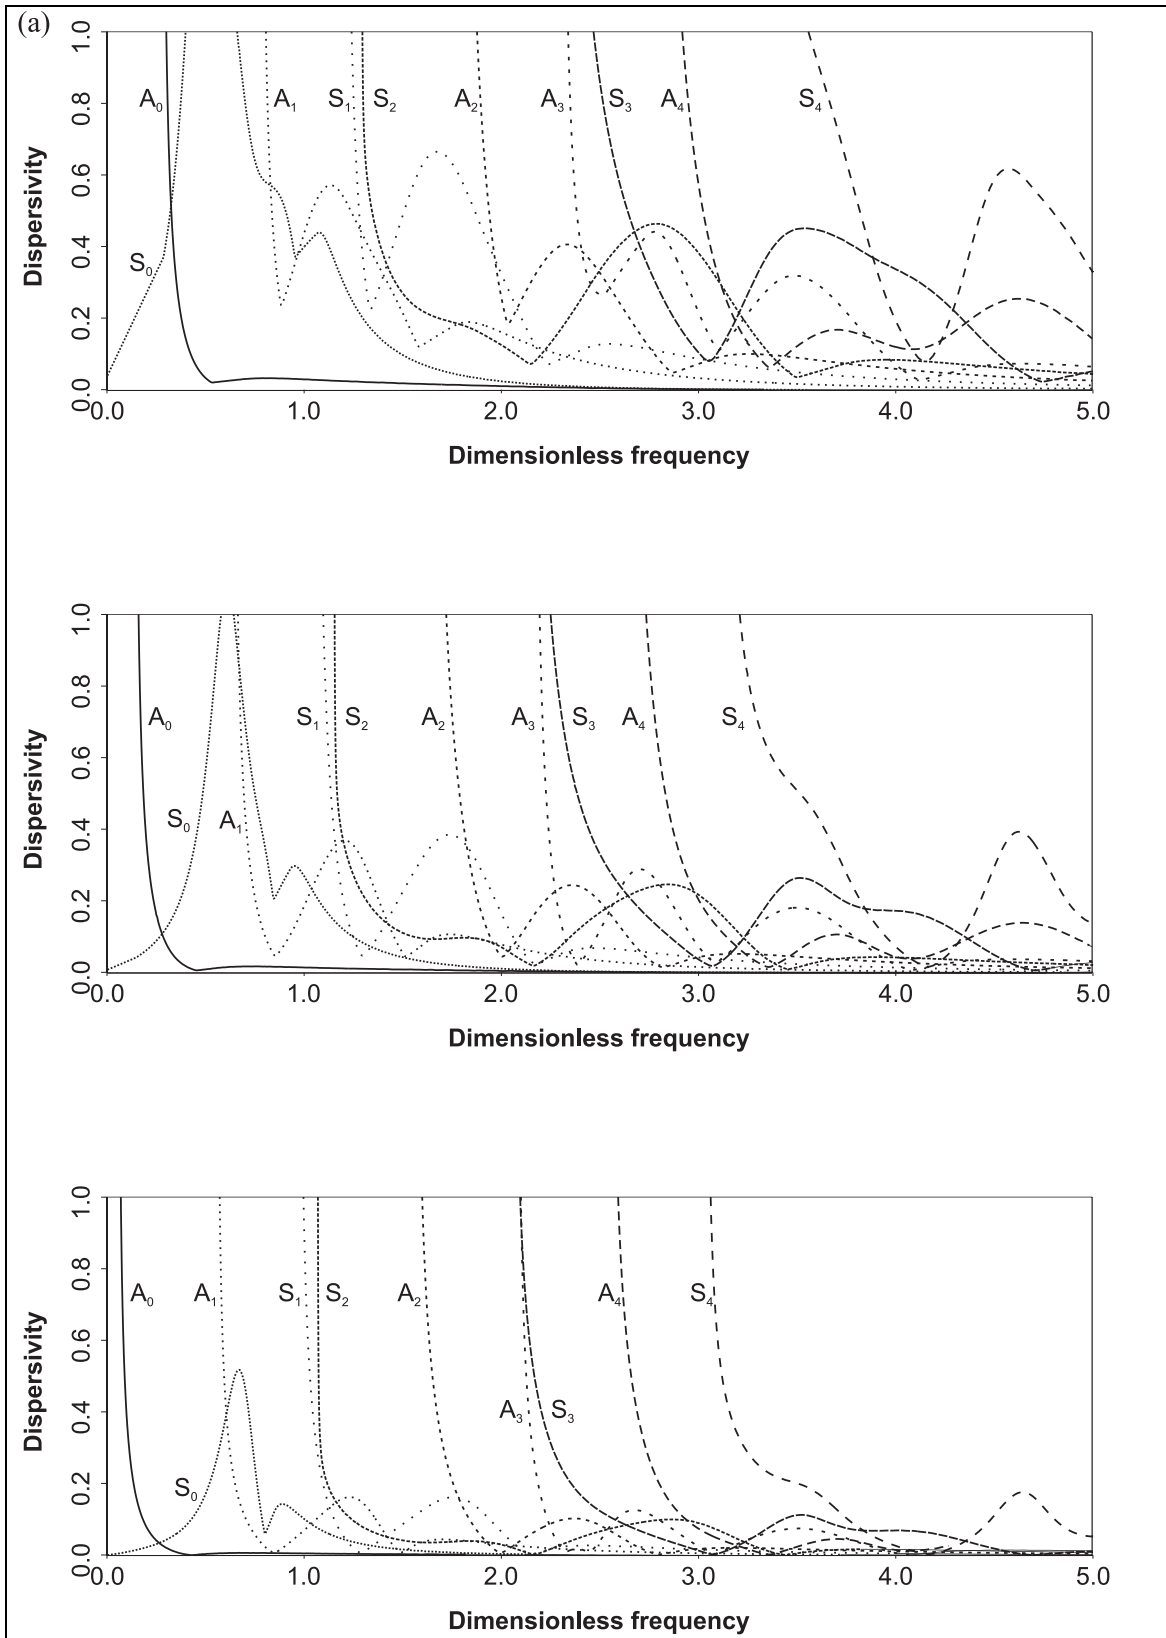 (a)
1.0
0.8
0.6
0.4
0.2
0.0
Dispersivity
A0 A1 S1 S2 A2 A3 S3 A4 S4
S0
0.0 1.0 2.0 3.0 4.0 5.0
Dimensionless frequency
1.0
0.8
0.6
0.4
0.2
0.0
Dispersivity
A0 S1 S2 A2 A3 S3 A4 S4
S0 A1
0.0 1.0 2.0 3.0 4.0 5.0
Dimensionless frequency
1.0
0.8
0.6
0.4
0.2
0.0
Dispersivity
A0 A1 S1 S2 A2 A4 S4
A3 S3
S0
0.0 1.0 2.0 3.0 4.0 5.0
Dimensionless frequency